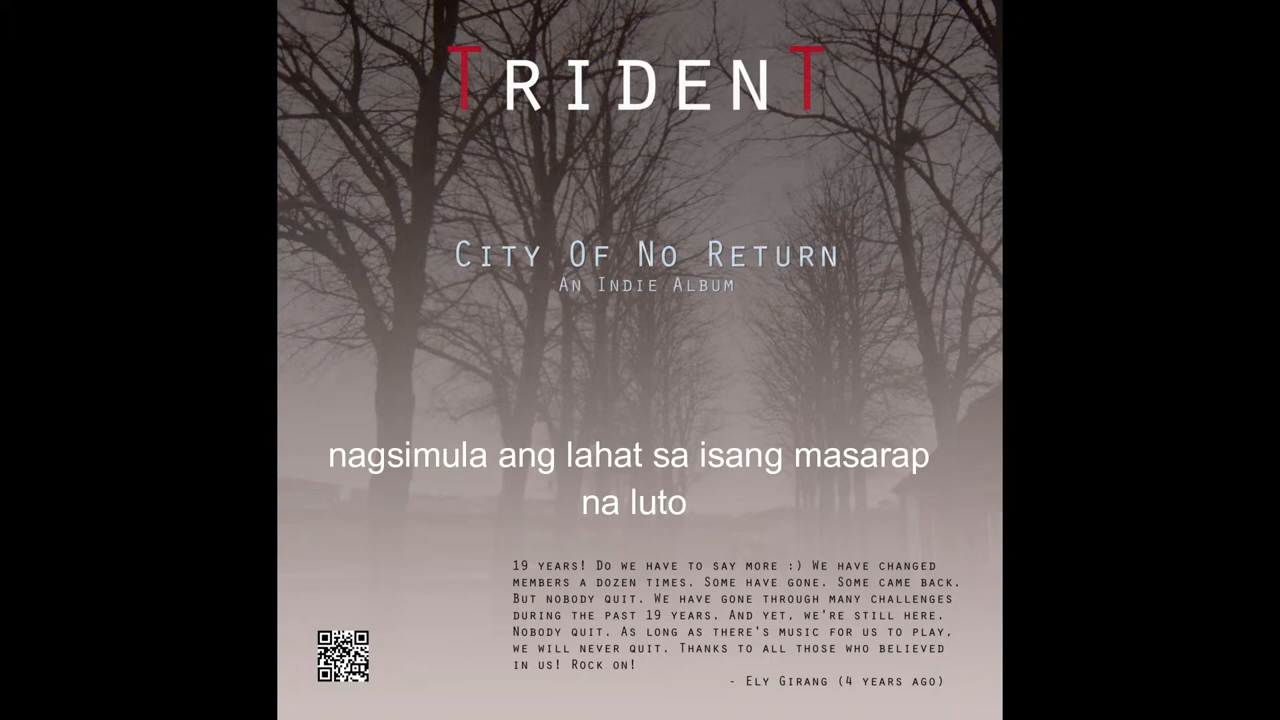 TRIDENT
City Of No Return
An Indie Album
nagsimula ang lahat sa isang masarap
na luto
19 years! Do we have to say more :) We have changed
members a dozen times. Some have gone. Some came back.
But nobody quit. We have gone through many challenges
during the past 19 years. And yet, we're still here.
Nobody quit. As long as there's music for us to play,
we will never quit. Thanks to all those who believed
in us! Rock on!
- Ely Girang (4 years ago)